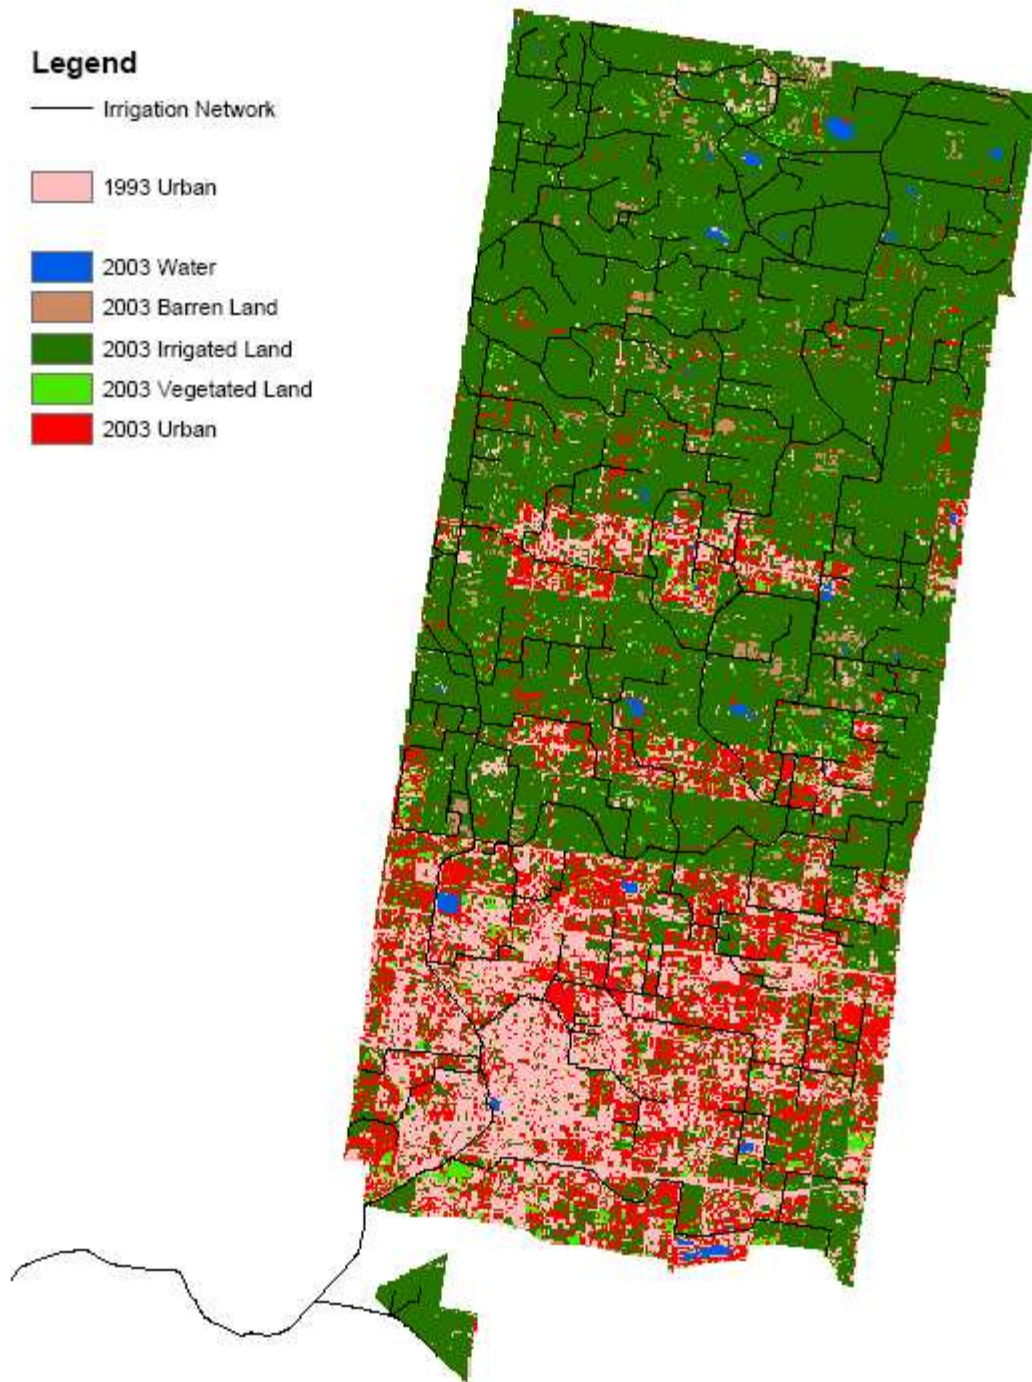 Legend
Irrigation Network
1993 Urban
2003 Water
2003 Barren Land
2003 Irrigated Land
2003 Vegetated Land
2003 Urban